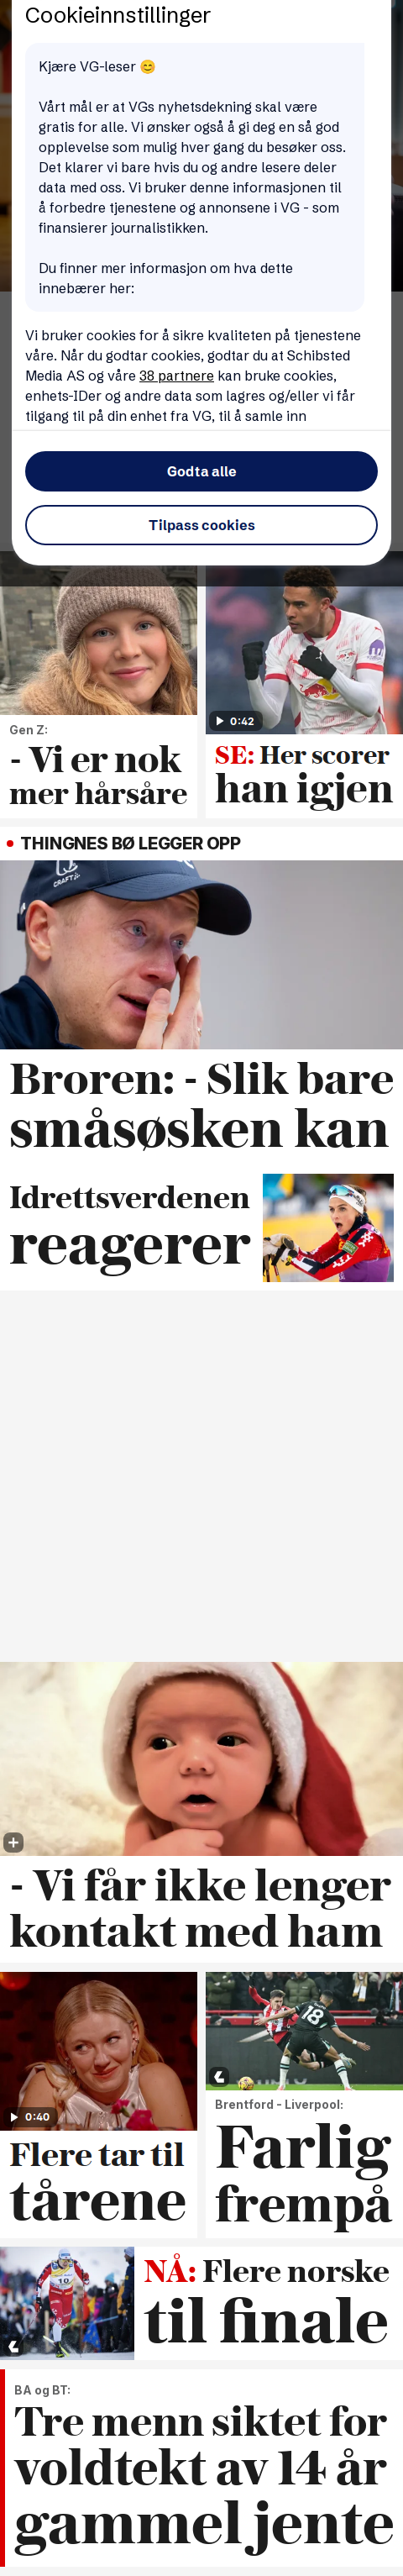 Cookieinnstillinger
Kjære VG-leser 😊
Vårt mål er at VGs nyhetsdekning skal være
gratis for alle. Vi ønsker også å gi deg en så god
opplevelse som mulig hver gang du besøker oss.
Det klarer vi bare hvis du og andre lesere deler
data med oss. Vi bruker denne informasjonen til
å forbedre tjenestene og annonsene i VG - som
finansierer journalistikken.
Du finner mer informasjon om hva dette
innebærer her:
Vi bruker cookies for å sikre kvaliteten på tjenestene
våre. Når du godtar cookies, godtar du at Schibsted
Media AS og våre 38 partnere kan bruke cookies,
enhets-IDer og andre data som lagres og/eller vi får
tilgang til på din enhet fra VG, til å samle inn
Godta alle
Tilpass cookies
Gen Z:
- Vi er nok
mer hårsåre
0:42
SE: Her scorer
han igjen
THINGNES BØ LEGGER OPP
CRAFT
Broren: - Slik bare
småsøsken kan
Idrettsverdenen
reagerer
- Vi får ikke lenger
kontakt med ham
0:40
Flere tar til
tårene
18
Brentford - Liverpool:
Farlig
frempå
10
NÅ: Flere norske
til finale
BA og BT:
Tre menn siktet for
voldtekt av 14 år
gammel jente